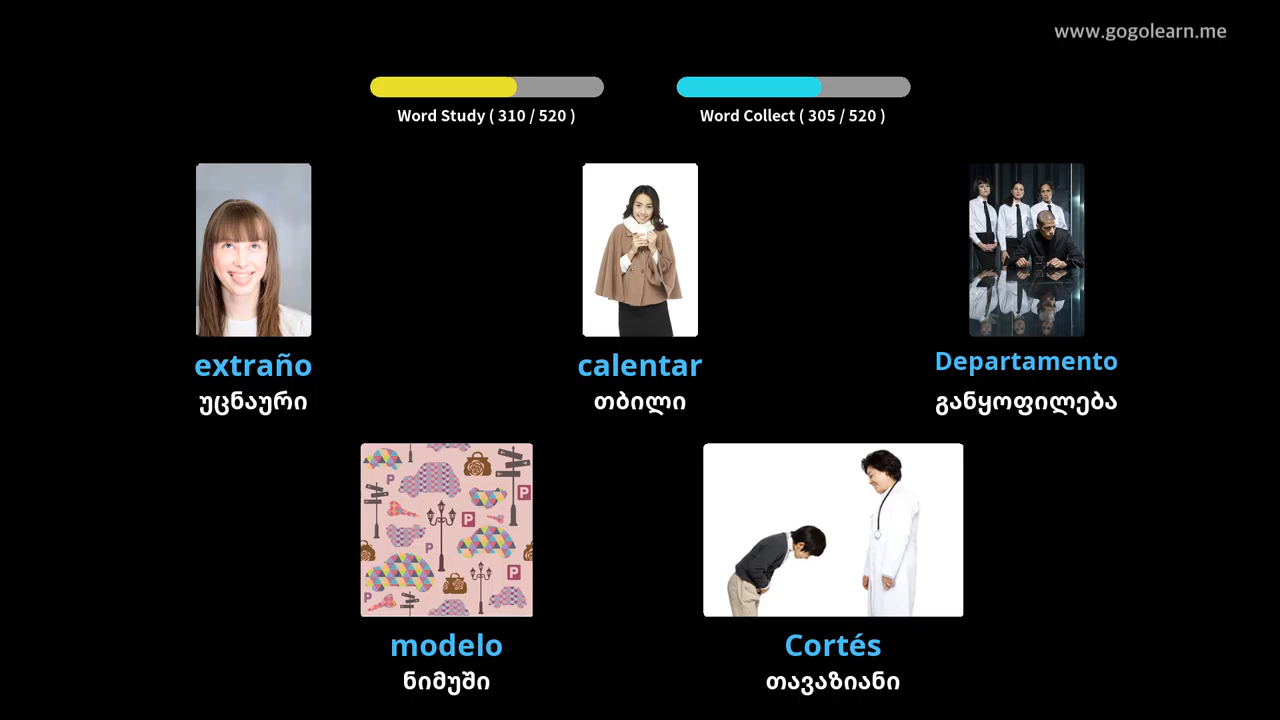 www.gogolearn.me
Word Study ( 310 / 520 )
Word Collect ( 305 / 520 )
extraño
უცნაური
calentar
თბილი
Departamento
განყოფილება
P
P
P
P
P
P
modelo
ნიმუში
Cortés
თავაზიანი